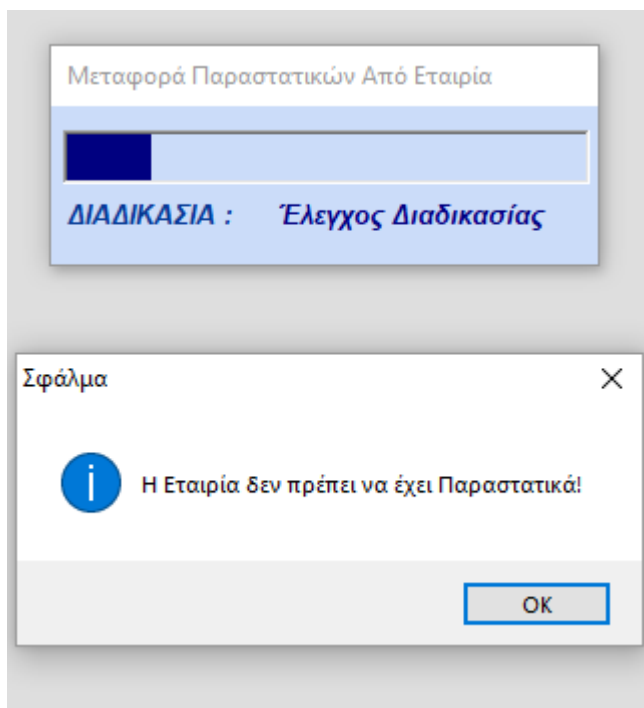 Μεταφορά Παραστατικών Από Εταιρία
ΔΙΑΔΙΚΑΣΙΑ : Έλεγχος Διαδικασίας
Σφάλμα
Η Εταιρία δεν πρέπει να έχει Παραστατικά!
OK